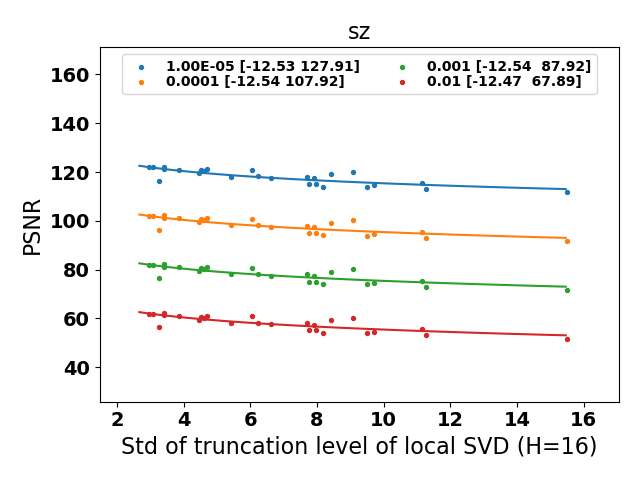 sz
1.00E-05 [-12.53 127.91]
0.0001 [-12.54 107.92]
0.001 [-12.54  87.92]
0.01 [-12.47  67.89]
PSNR
160
140
120
100
80
60
40
2 4 6 8 10 12 14 16
Std of truncation level of local SVD (H=16)